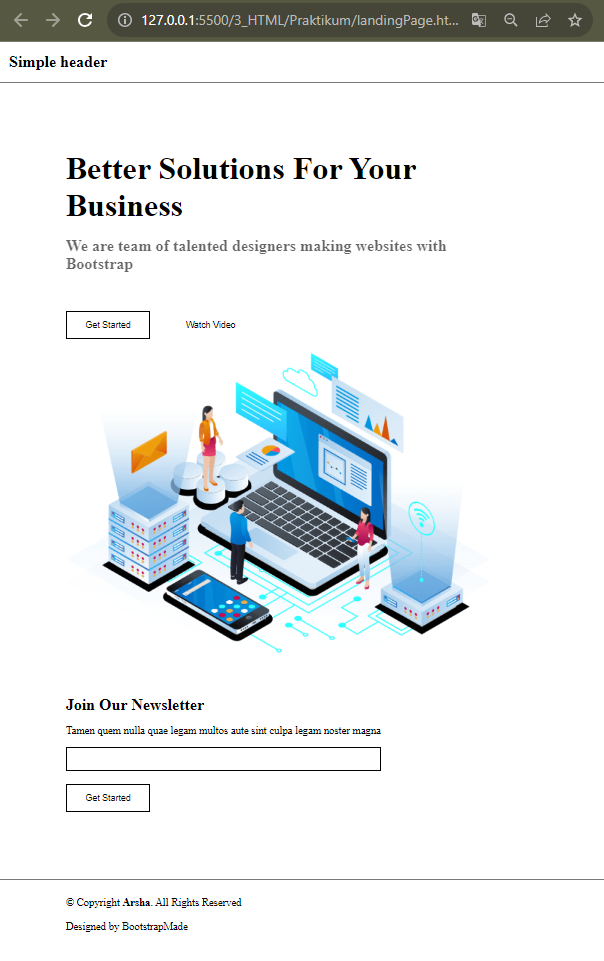 127.0.0.1:5500/3_HTML/Praktikum/landingPage.ht...
Simple header
Better Solutions For Your
Business
We are team of talented designers making websites with
Bootstrap
Get Started
Watch Video
Join Our Newsletter
Tamen quem nulla quae legam multos aute sint culpa legam noster magna
Get Started
© Copyright Arsha. All Rights Reserved
Designed by BootstrapMade